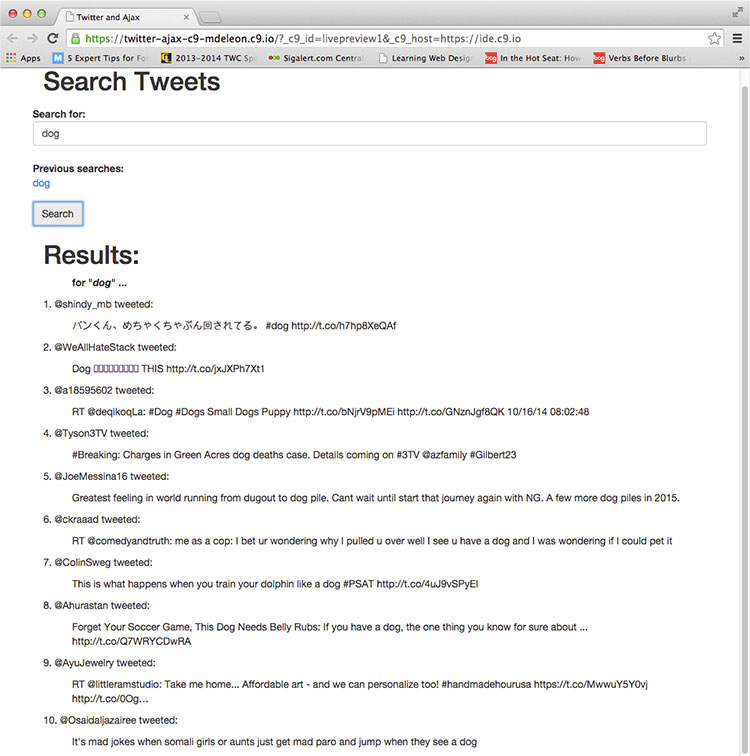 Twitter and Ajax
https://twitter-ajax-c9-mdeleon.c9.io/?_c9_id=livepreview1&_c9_host=https://ide.c9.io
Apps 5 Expert Tips for Fo 2013-2014 TWC Sp Sigalert.com Central Learning Web Design In the Hot Seat: How Verbs Before Blurbs »
Search Tweets
Search for:
dog
Previous searches:
dog
Search
Results:
for "dog" ...
1. @shindy_mb tweeted:
バンくん、めちゃくちゃぶん回されてる。 #dog http://t.co/h7hp8XeQAf
2. @WeAllHateStack tweeted:
Dog THIS http://t.co/jxJXPh7Xt1
3. @a18595602 tweeted:
RT @deqikoqLa: #Dog #Dogs Small Dogs Puppy http://t.co/bNjrV9pMEi http://t.co/GNznJgf8QK 10/16/14 08:02:48
4. @Tyson3TV tweeted:
#Breaking: Charges in Green Acres dog deaths case. Details coming on #3TV @azfamily #Gilbert23
5. @JoeMessina16 tweeted:
Greatest feeling in world running from dugout to dog pile. Cant wait until start that journey again with NG. A few more dog piles in 2015.
6. @ckraaad tweeted:
RT @comedyandtruth: me as a cop: I bet ur wondering why I pulled u over well I see u have a dog and I was wondering if I could pet it
7. @ColinSweg tweeted:
This is what happens when you train your dolphin like a dog #PSAT http://t.co/4uJ9vSPyEl
8. @Ahurastan tweeted:
Forget Your Soccer Game, This Dog Needs Belly Rubs: If you have a dog, the one thing you know for sure about ...
http://t.co/Q7WRYCDwRA
9. @AyuJewelry tweeted:
RT @littleramstudio: Take me home... Affordable art - and we can personalize too! #handmadehourusa https://t.co/MwwuY5Y0vj
http://t.co/0Og…
10. @Osaidaljazairee tweeted:
It's mad jokes when somali girls or aunts just get mad paro and jump when they see a dog